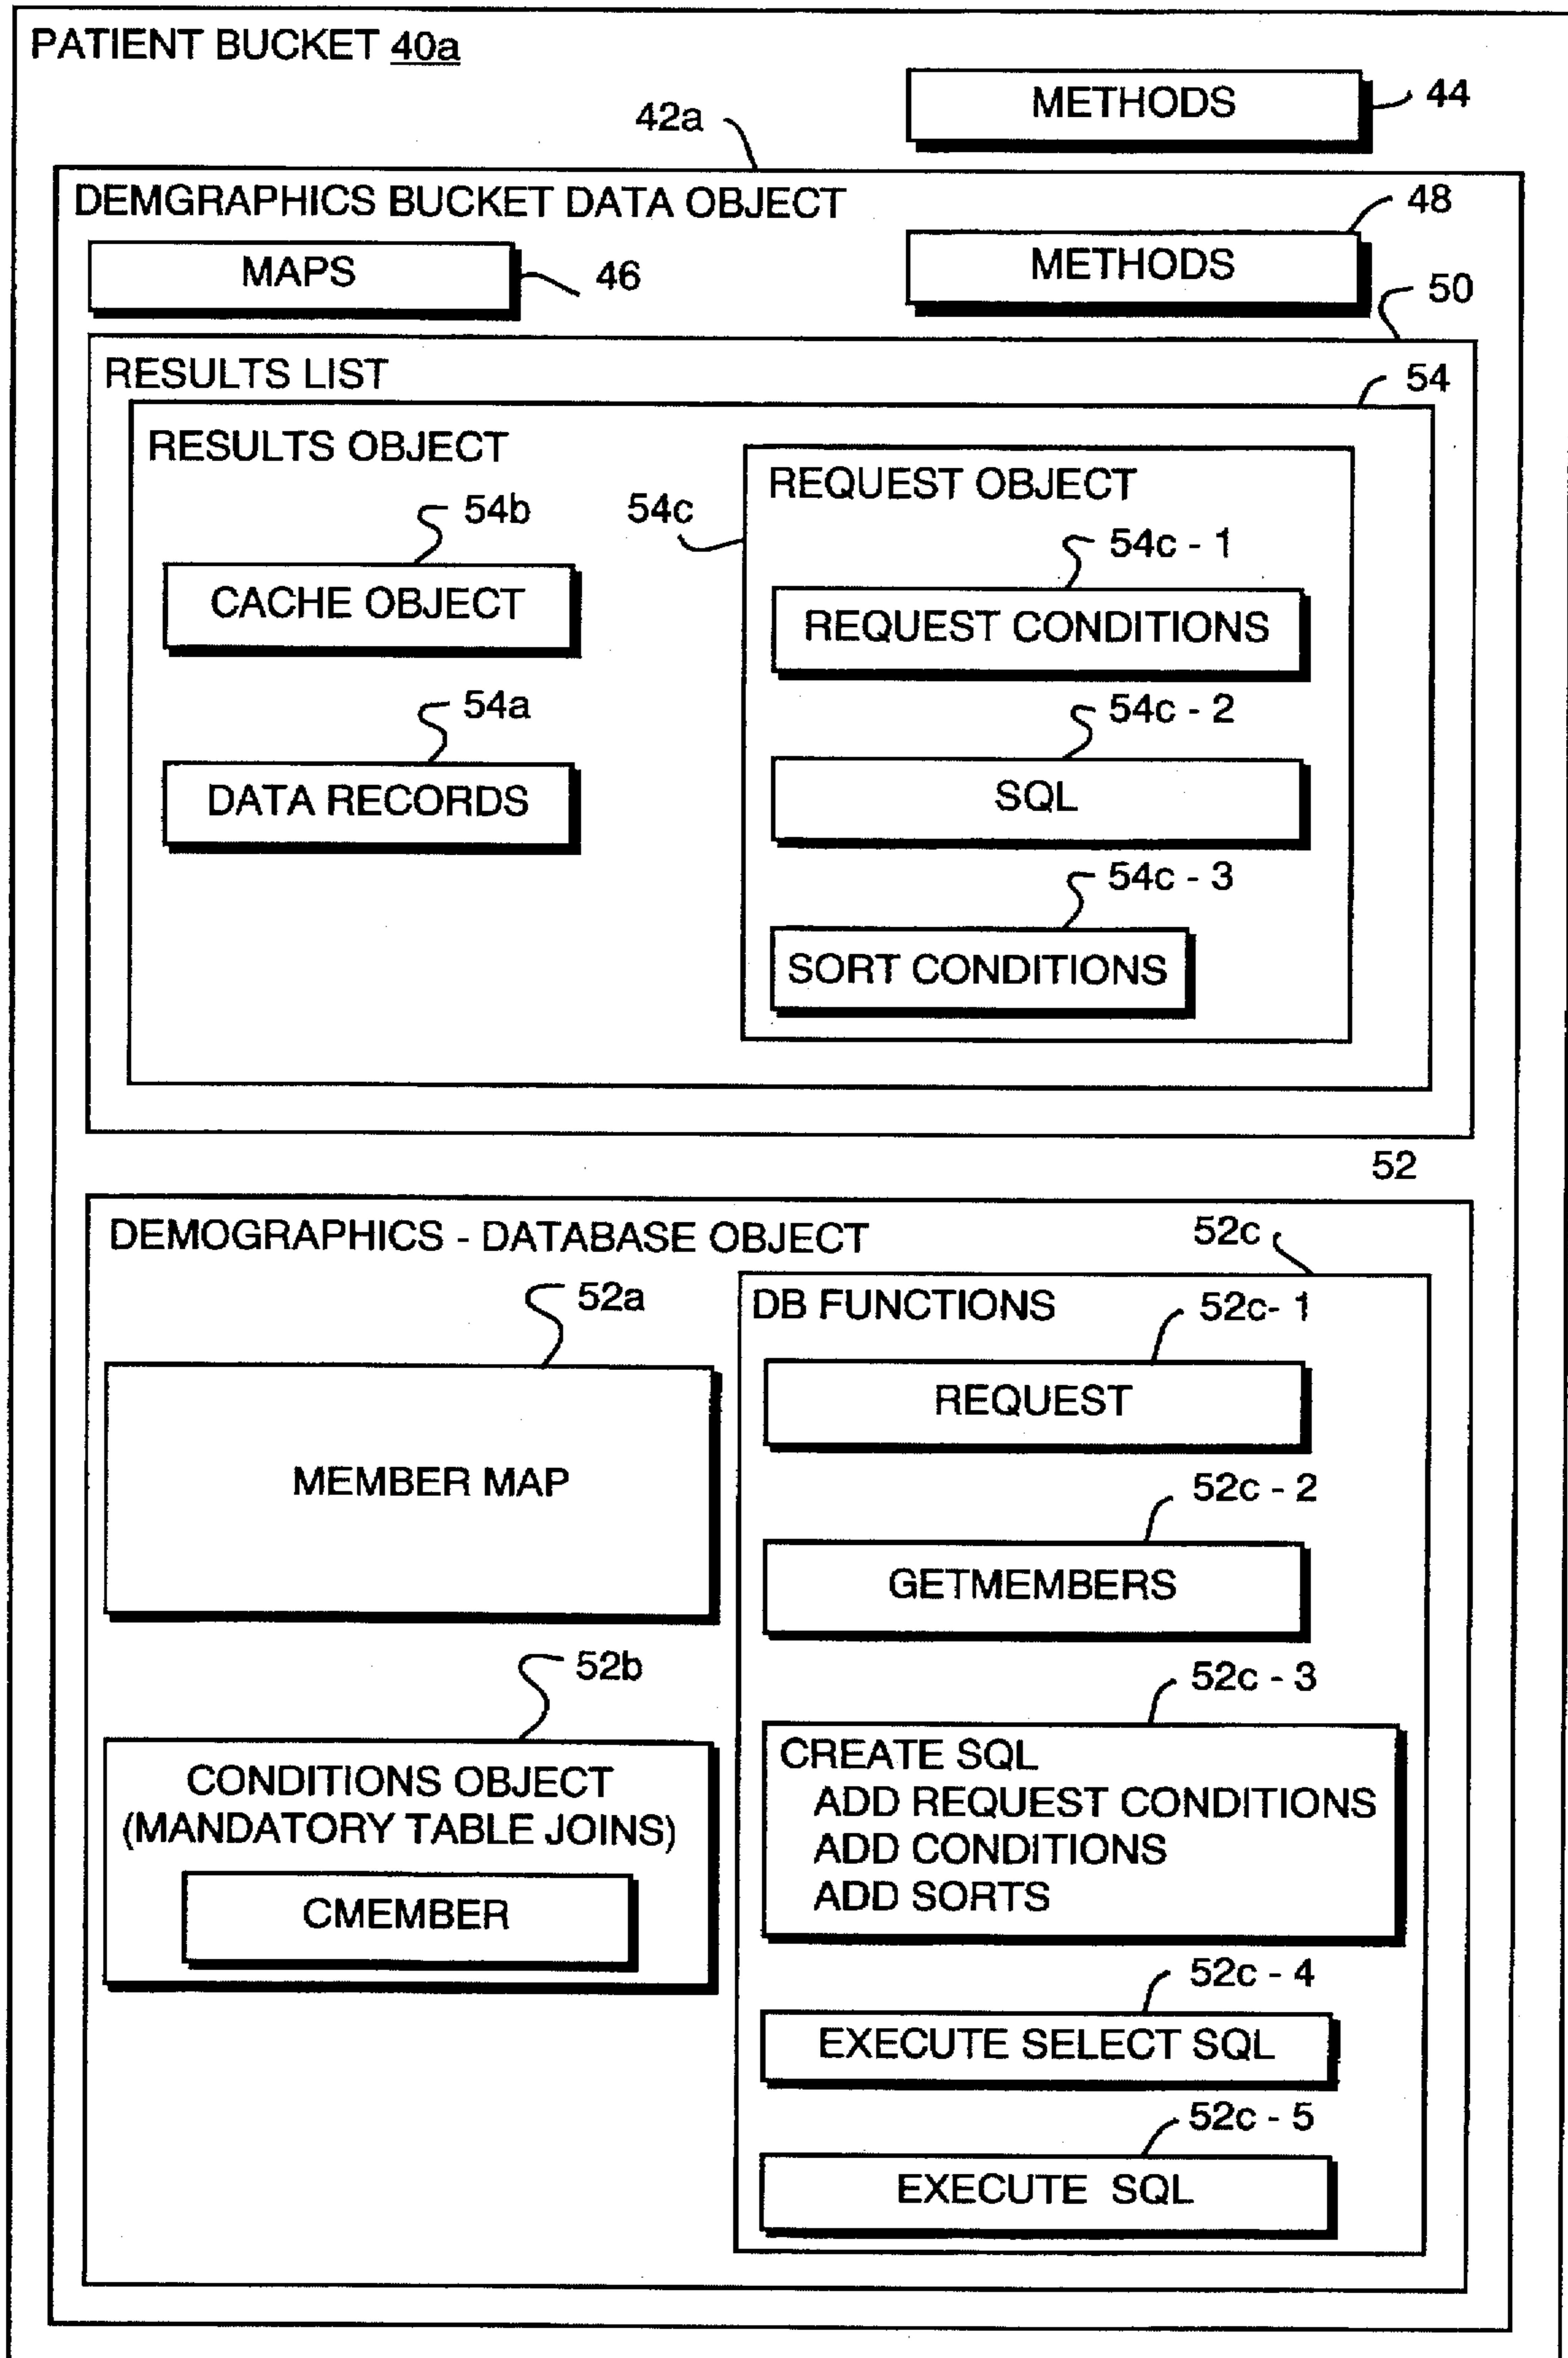 PATIENT BUCKET 40a
METHODS
44
42a
DEMGRAPHICS BUCKET DATA OBJECT
48
MAPS
46
METHODS
50
RESULTS LIST
54
RESULTS OBJECT
REQUEST OBJECT
54b
54c
54c - 1
CACHE OBJECT
REQUEST CONDITIONS
54a
54c - 2
DATA RECORDS
SQL
54c - 3
SORT CONDITIONS
52
DEMOGRAPHICS - DATABASE OBJECT
52c
52a
DB FUNCTIONS
52c- 1
REQUEST
MEMBER MAP
52c - 2
GETMEMBERS
52b
52c - 3
CONDITIONS OBJECT
(MANDATORY TABLE JOINS)
CMEMBER
CREATE SQL
ADD REQUEST CONDITIONS
ADD CONDITIONS
ADD SORTS
52c - 4
EXECUTE SELECT SQL
52c - 5
EXECUTE SQL